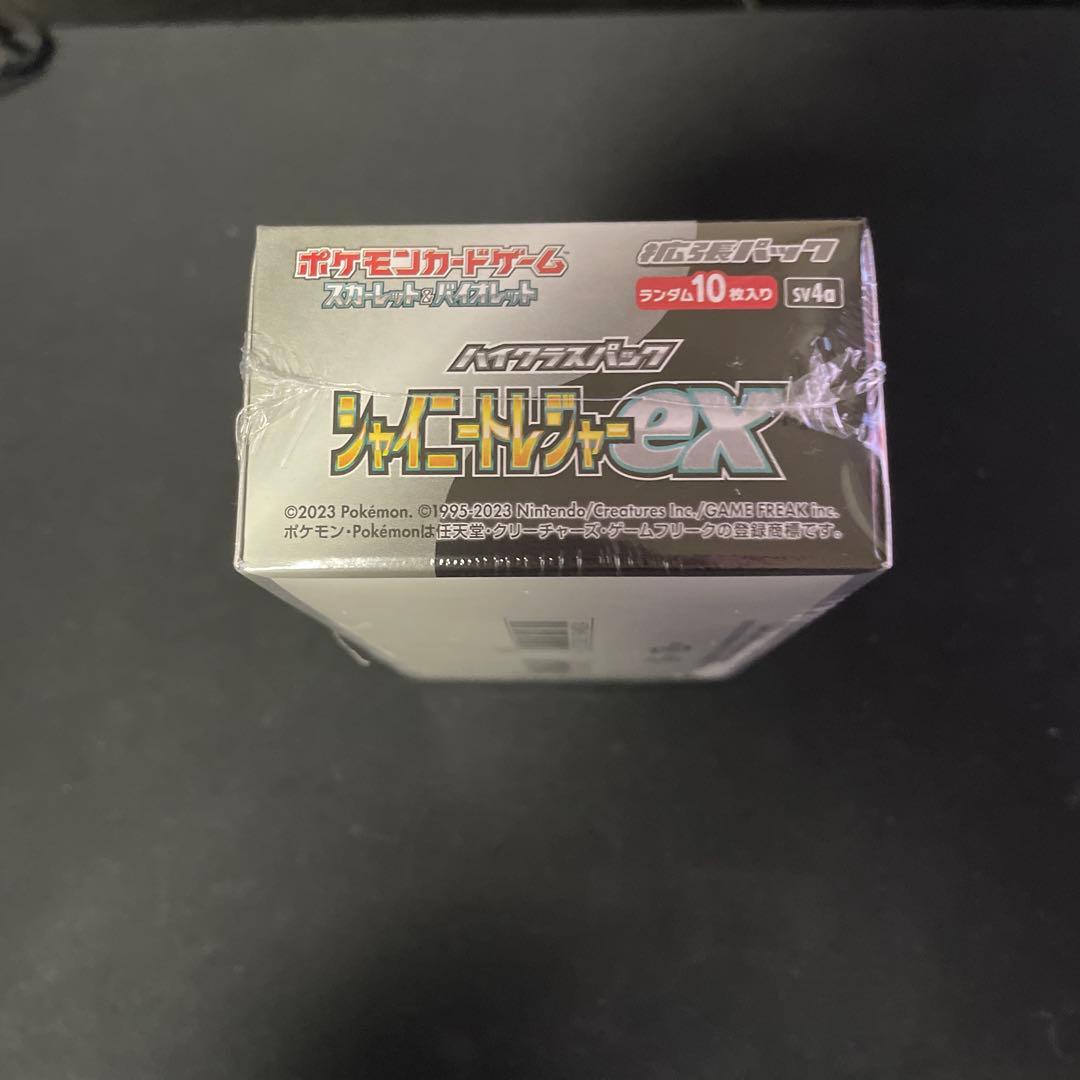 ポケモンカードゲーム
スカーレット&バイオレット
拡張パック
ランダム10枚入り
SV4a
ハイクラスパック
シャイニートレジャーex
©2023 Pokémon. ©1995-2023 Nintendo/Creatures Inc./GAME FREAK inc.
ポケモン・Pokémonは任天堂・クリーチャーズ・ゲームフリークの登録商標です。